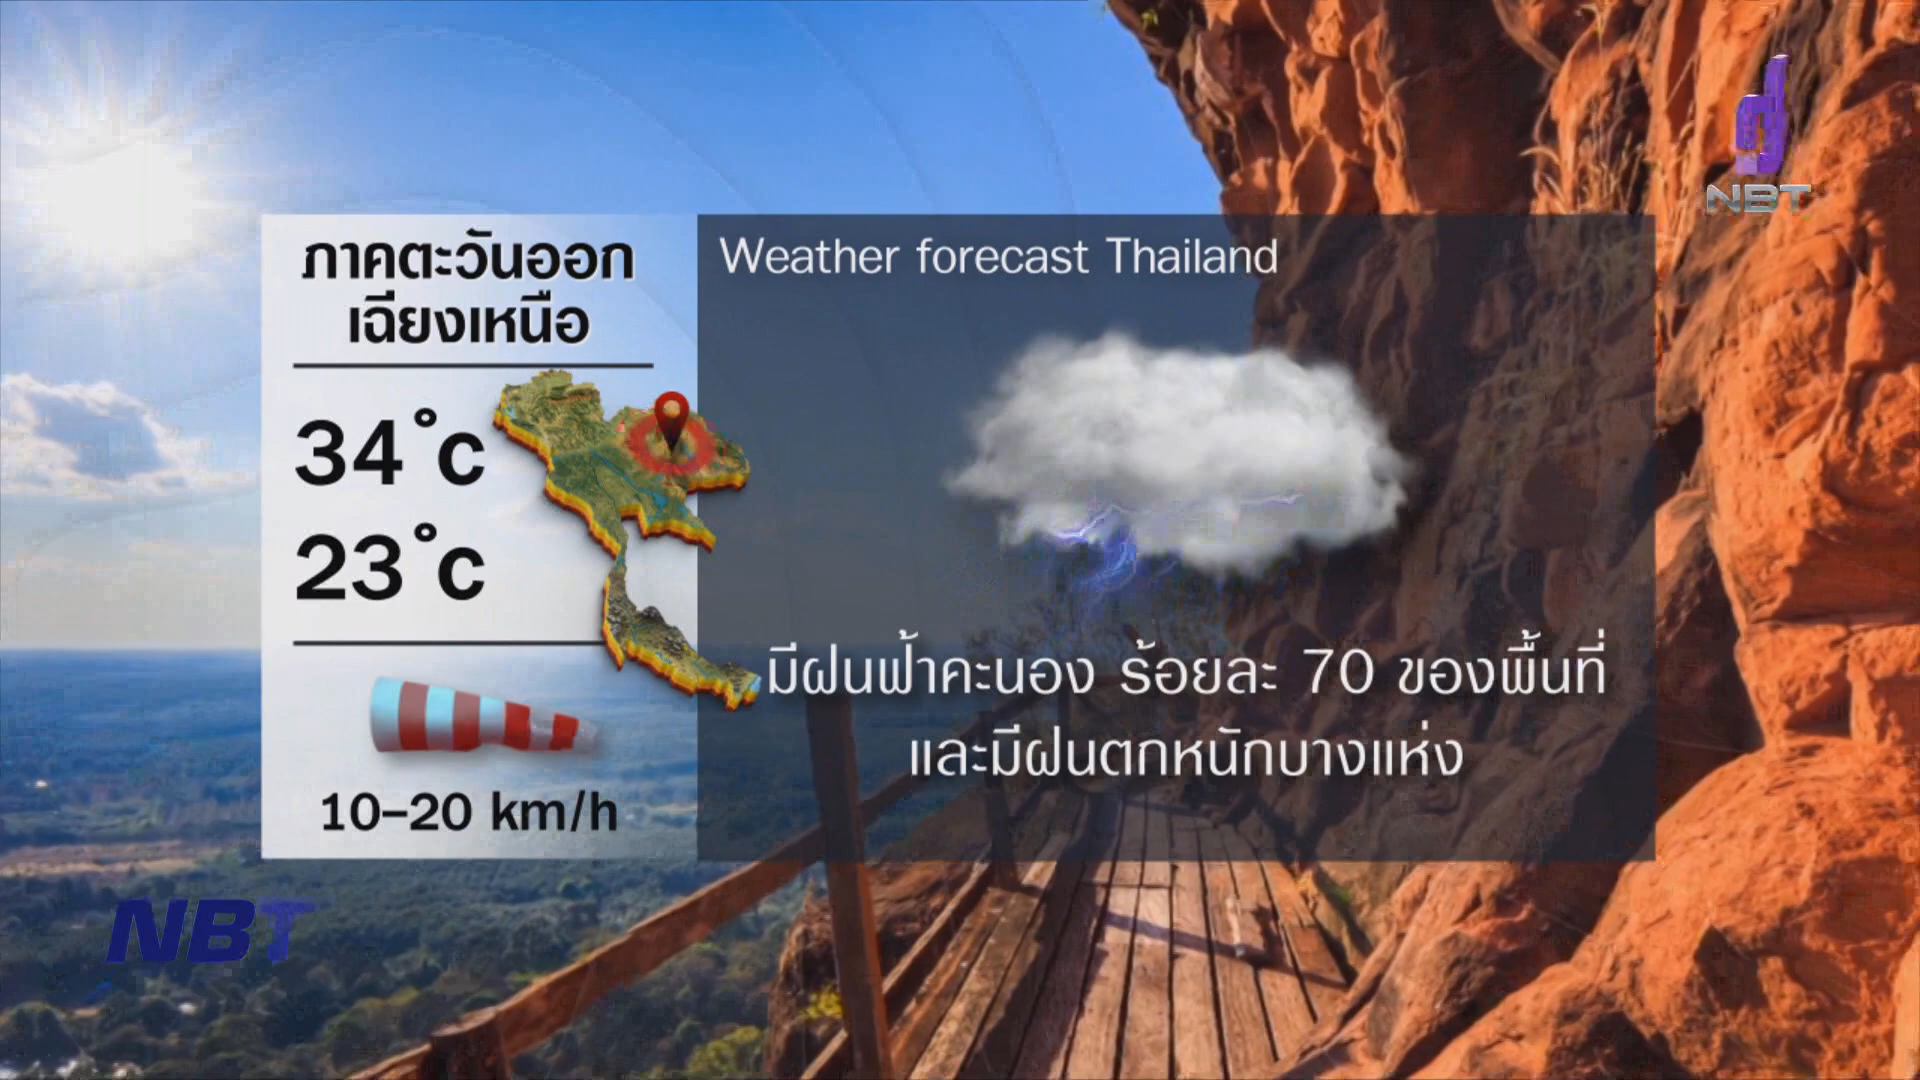 ภาคตะวันออก
เฉียงเหนือ
34°c
23°c
10-20 km/h
Weather forecast Thailand
มีฝนฟ้าคะนอง ร้อยละ 70 ของพื้นที่
และมีฝนตกหนักบางแห่ง
NBT
NBT